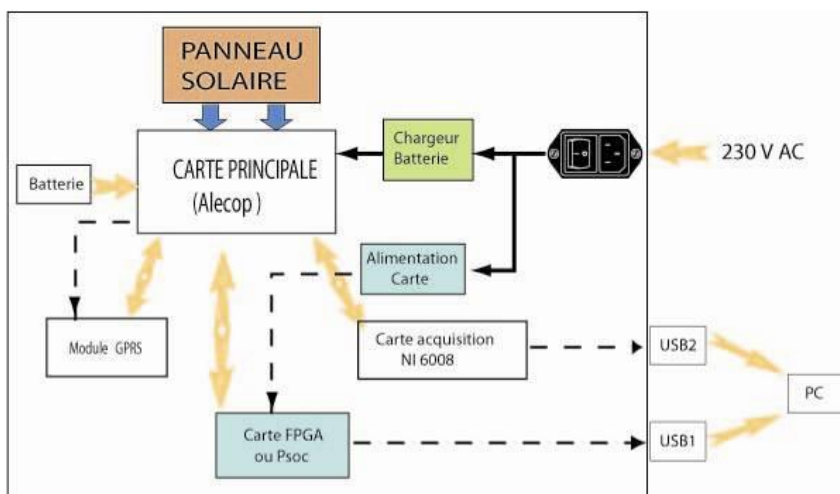 PANNEAU
SOLAIRE
Chargeur
Batterie
230 V AC
CARTE PRINCIPALE
(Alecop )
Batterie
Alimentation
Carte
Module GPRS
Carte acquisition
NI 6008
USB2
PC
Carte FPGA
ou Psoc
USB1